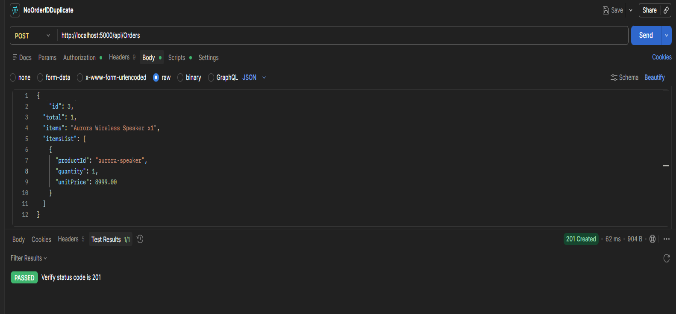 NoOrderIDDuplicate
Save
Share
POST
http://localhost:5000/api/Orders
Send
Docs Params Authorization Headers Body Scripts Settings Cookies
none form-data x-www-form-urlencoded raw binary GraphQL JSON Schema Beautify
1 {
2 "id": 3,
3 "total": 1,
4 "items": "Aurora Wireless Speaker x1",
5 "itemsList": [
6 {
7 "productId": "aurora-speaker",
8 "quantity": 1,
9 "unitPrice": 8999.00
10 }
11 ]
12 }
Body Cookies Headers Test Results 1/1 201 Created • 62 ms • 904 B
Filter Results
PASSED Verify status code is 201